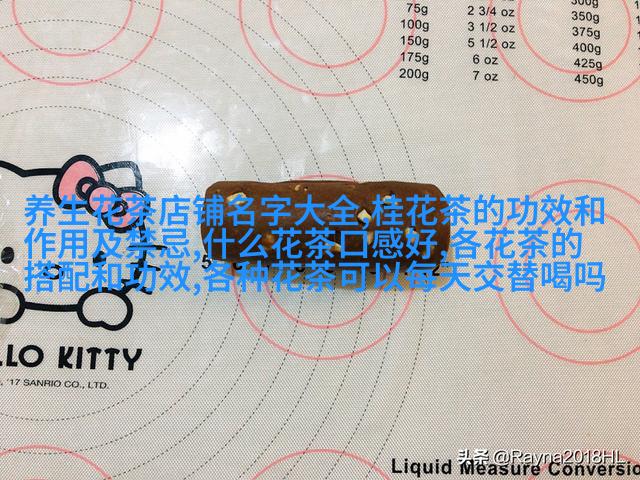 300g
75g 2 3/4 oz 350g
100g 3 1/2 oz 375g
150g 5 1/2 oz 400g
175g 6 oz 425g
200g 7 oz 450g
养生花茶店铺名字大全,桂花茶的功效和
作用及禁忌,什么花茶口感好,各花茶的
搭配和功效,各种花茶可以每天交替喝吗
LLO KITTY
'17 SANRIO CO., LTD.
头条 @Rayna2018HL
Liquid Measure Conversio